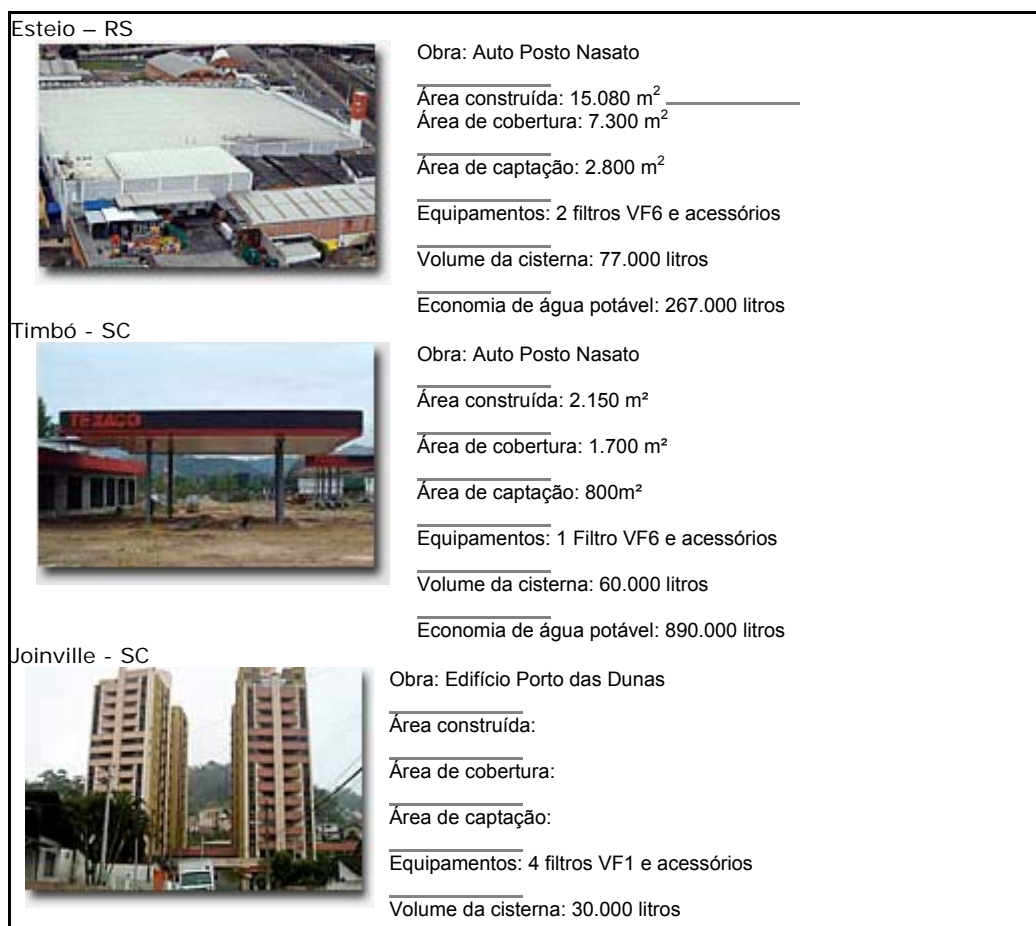 Esteio – RS
Obra: Auto Posto Nasato
Área construída: 15.080 m²
Área de cobertura: 7.300 m²
Área de captação: 2.800 m²
Equipamentos: 2 filtros VF6 e acessórios
Volume da cisterna: 77.000 litros
Economia de água potável: 267.000 litros
Timbó - SC
TEXACO
Obra: Auto Posto Nasato
Área construída: 2.150 m²
Área de cobertura: 1.700 m²
Área de captação: 800m²
Equipamentos: 1 Filtro VF6 e acessórios
Volume da cisterna: 60.000 litros
Economia de água potável: 890.000 litros
Joinville - SC
Obra: Edifício Porto das Dunas
Área construída:
Área de cobertura:
Área de captação:
Equipamentos: 4 filtros VF1 e acessórios
Volume da cisterna: 30.000 litros